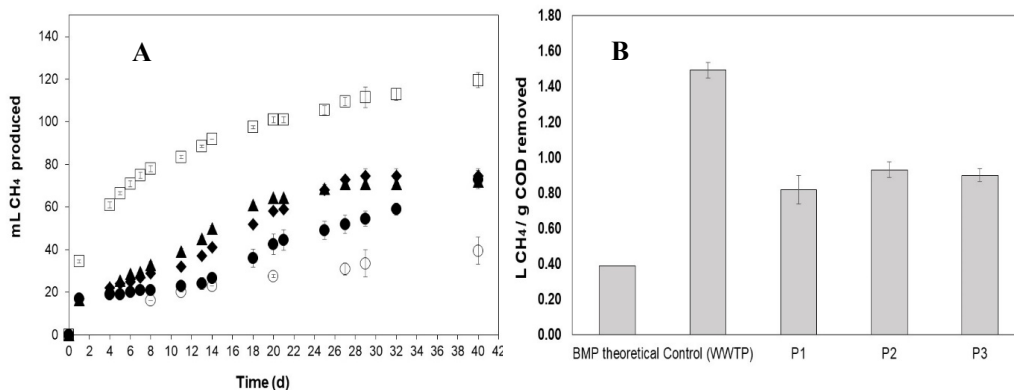 A
mL CH4 produced
140
120
100
80
60
40
20
0
0 2 4 6 8 10 12 14 16 18 20 22 24 26 28 30 32 34 36 38 40 42
Time (d)
B
L CH4 / g COD removed
1.80
1.60
1.40
1.20
1.00
0.80
0.60
0.40
0.20
0.00
BMP theoretical Control (WWTP) P1 P2 P3